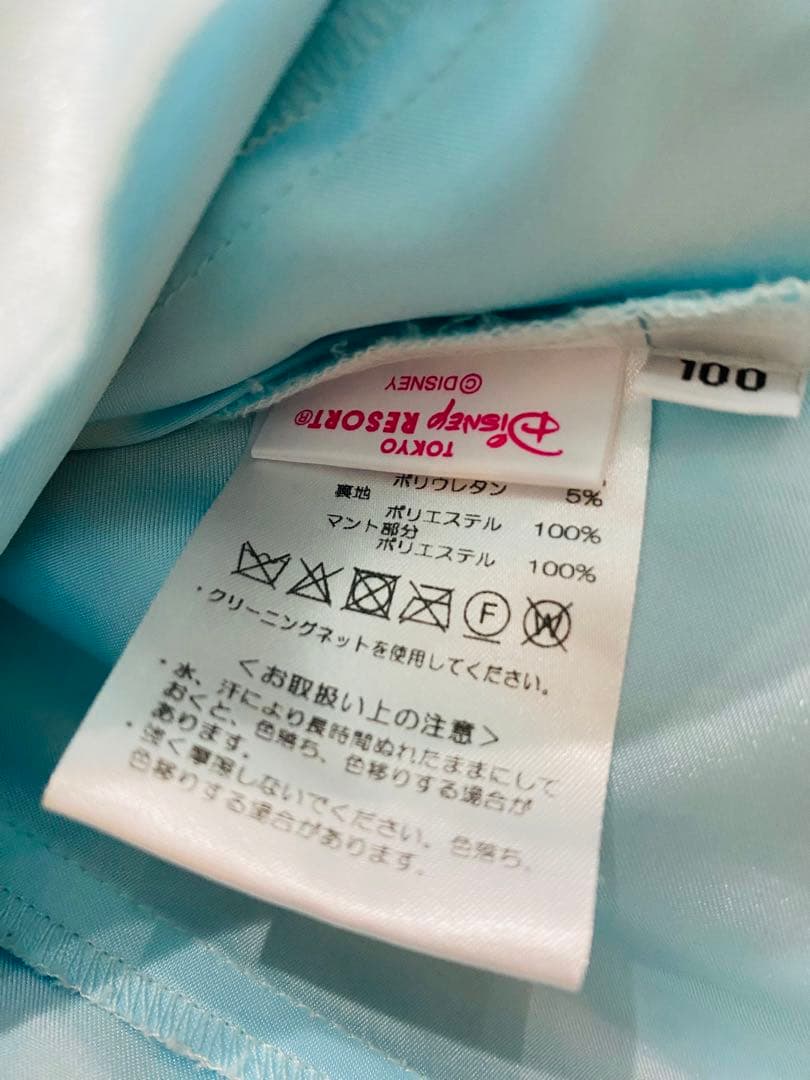 100
©DISNEY
TOKYO
Disney RESORT®
ポリウレタン 5%
裏地
ポリエステル 100%
マント部分
ポリエステル 100%
F
W
・クリーニングネットを使用してください。
＜お取扱い上の注意＞
・水、汗により長時間ぬれたままにして
おくと、色落ち、色移りする場合が
あります。
・強く摩擦しないでください。色落ち、
色移りする場合があります。